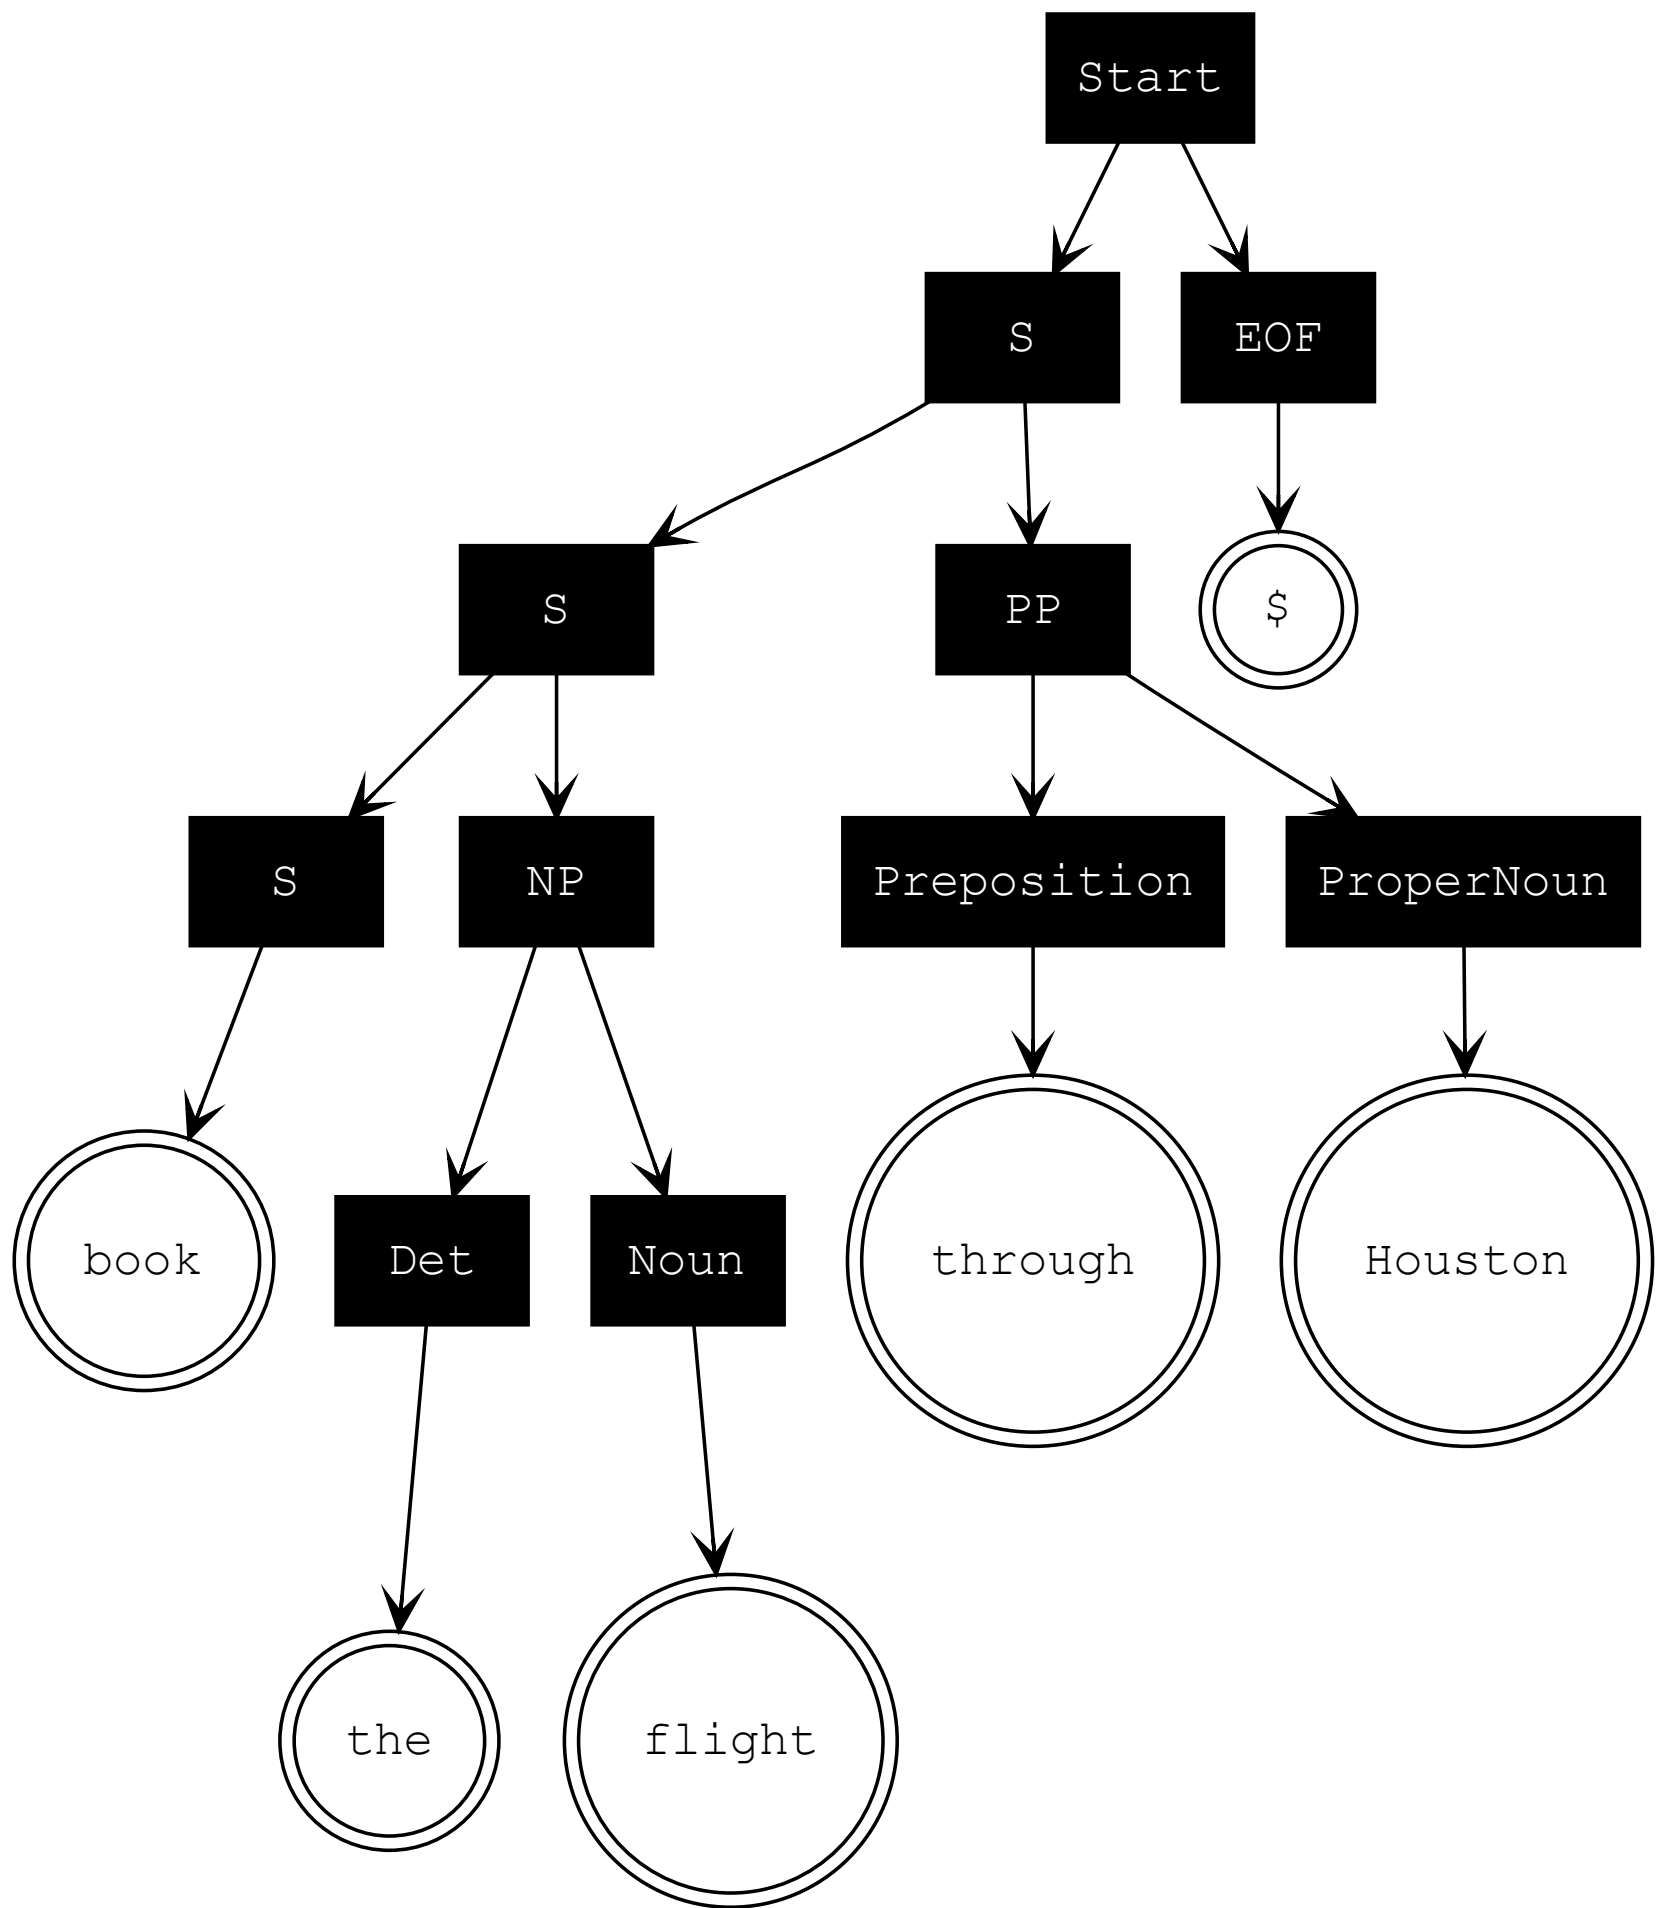 Start
S EOF
S PP $
S NP Preposition ProperNoun
book Det Noun through Houston
the flight